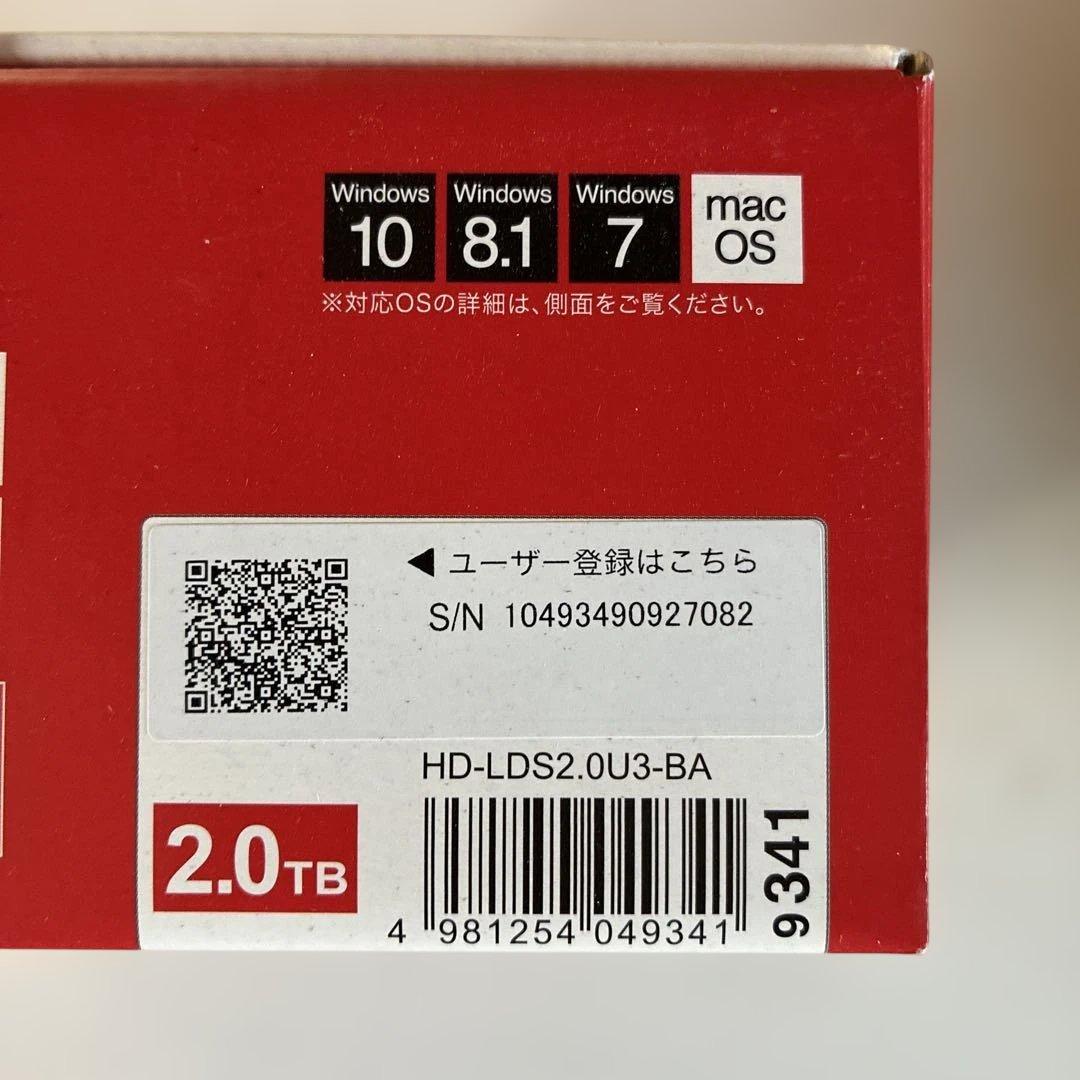 Windows 10
Windows 8.1
Windows 7
mac OS
※対応OSの詳細は、側面をご覧ください。
◀ユーザー登録はこちら
S/N 10493490927082
HD-LDS2.0U3-BA
2.0TB
4 981254 049341
9341